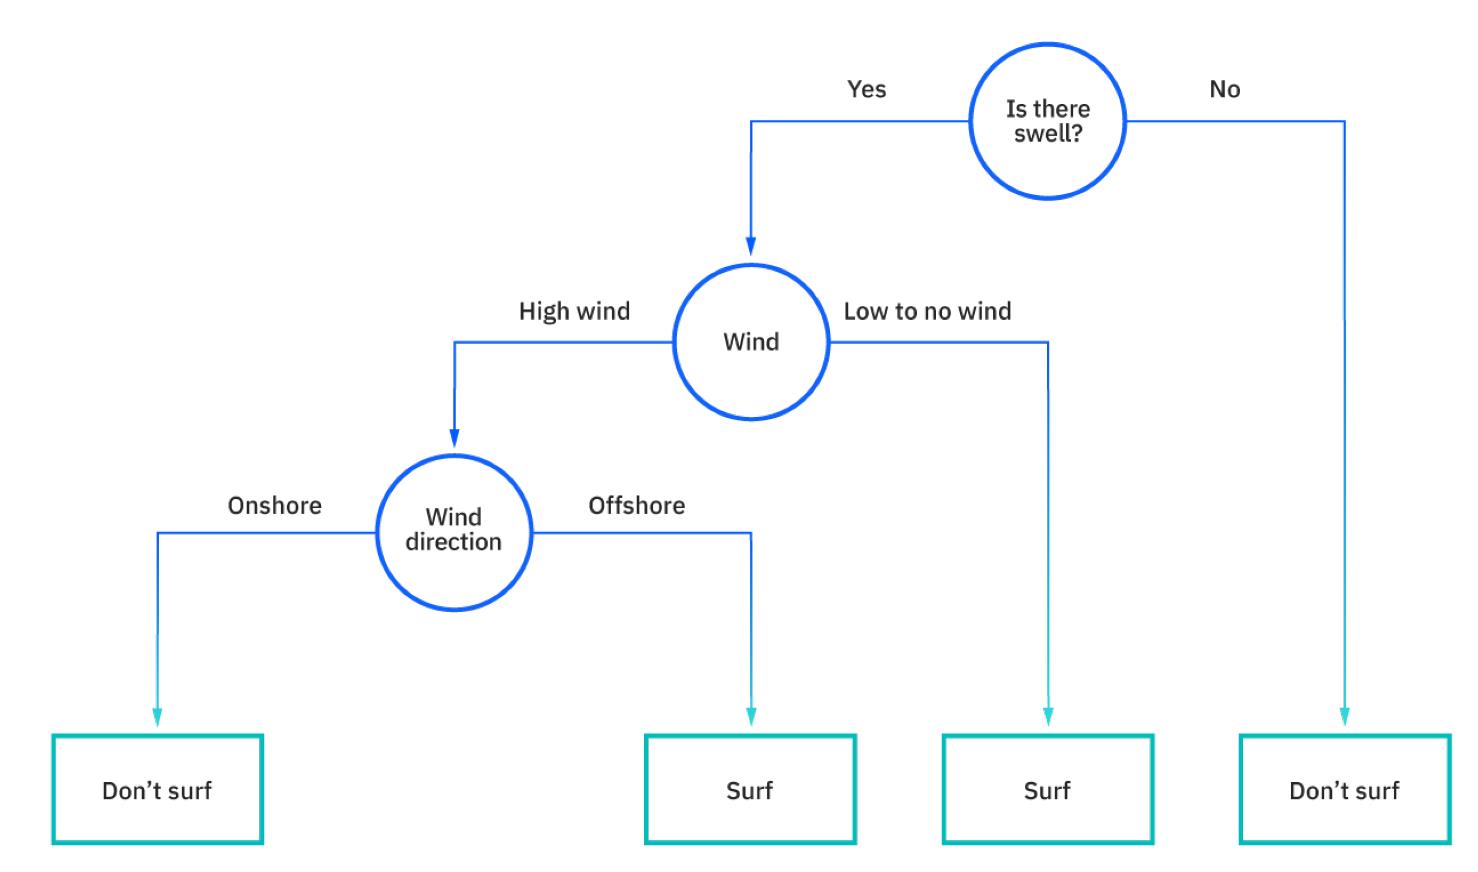 Yes
No
Is there
swell?
High wind
Wind
Low to no wind
Onshore
Wind
direction
Offshore
Don’t surf
Surf
Surf
Don’t surf